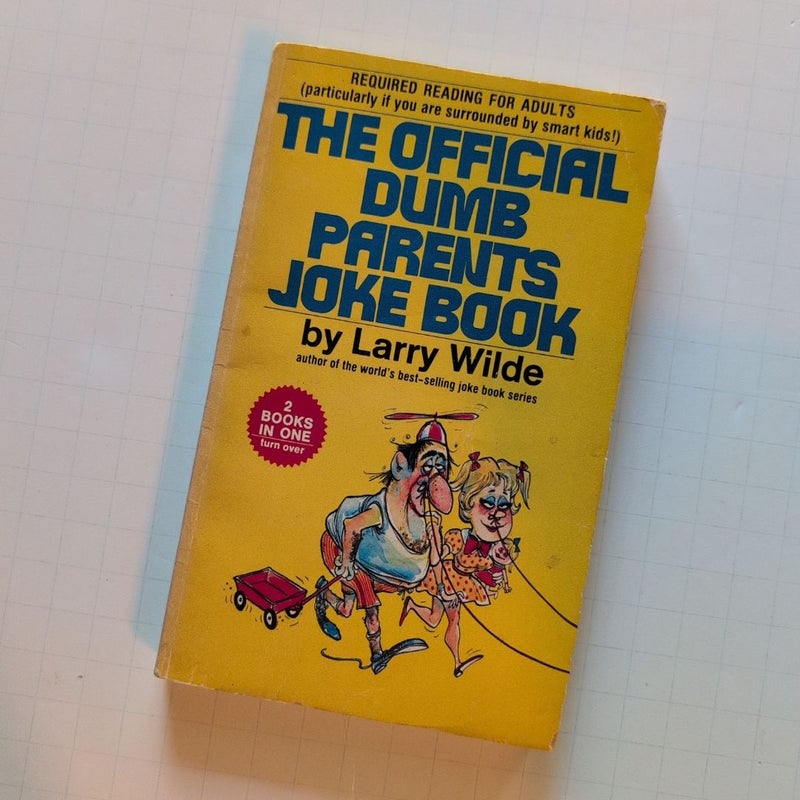 REQUIRED READING FOR ADULTS
(particularly if you are surrounded by smart kids!)
THE OFFICIAL
DUMB
PARENTS
JOKE BOOK
by Larry Wilde
author of the world's best-selling joke book series
2
BOOKS
IN ONE
turn over